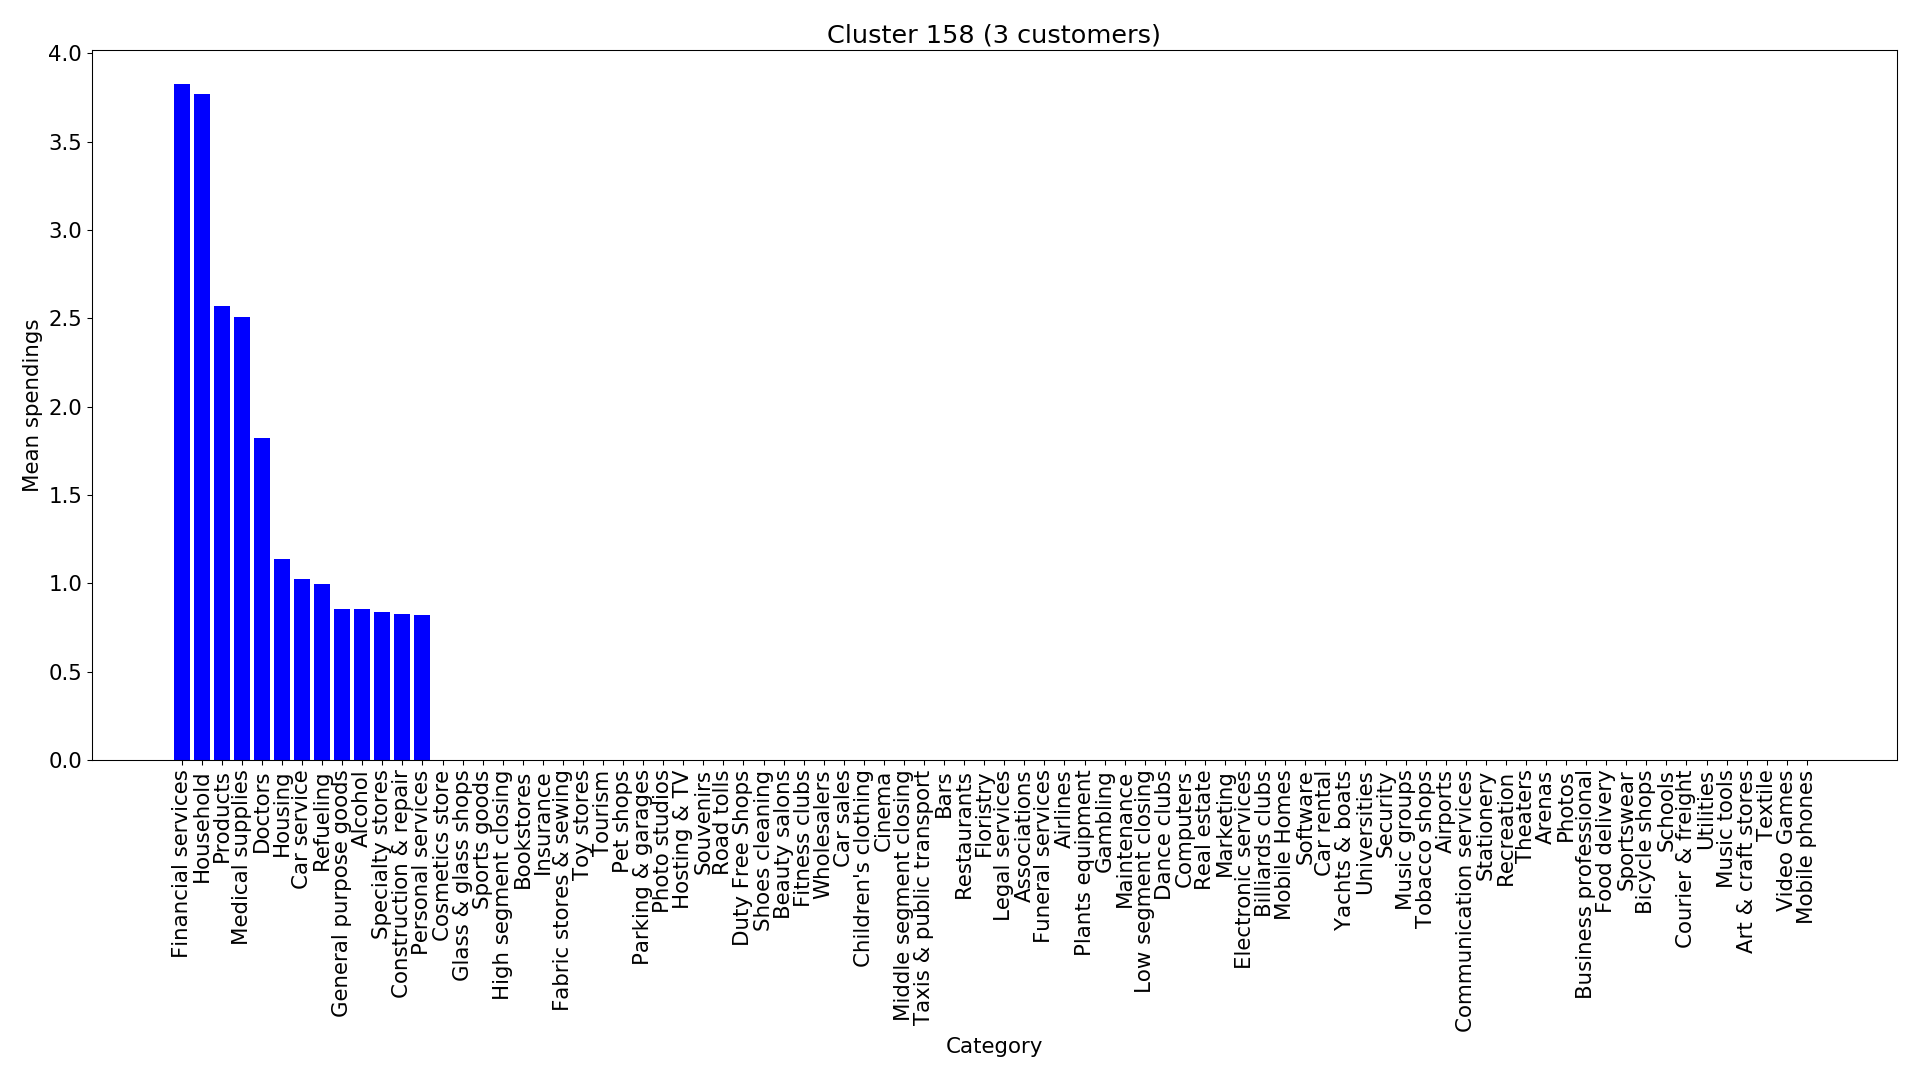 Cluster 158 (3 customers)
Mean spendings
4.0
3.5
3.0
2.5
2.0
1.5
1.0
0.5
0.0
Financial services
Household
Products
Medical supplies
Doctors
Housing
Car service
Refueling
General purpose goods
Alcohol
Specialty stores
Construction & repair
Personal services
Cosmetics store
Glass & glass shops
Sports goods
High segment closing
Bookstores
Insurance
Fabric stores & sewing
Toy stores
Tourism
Pet shops
Parking & garages
Photo studios
Hosting & TV
Souvenirs
Road tolls
Duty Free Shops
Shoes cleaning
Beauty salons
Fitness clubs
Wholesalers
Car sales
Children's clothing
Cinema
Middle segment closing
Taxis & public transport
Bars
Restaurants
Floristry
Legal services
Associations
Funeral services
Airlines
Plants equipment
Gambling
Maintenance
Low segment closing
Dance clubs
Computers
Real estate
Marketing
Electronic services
Billiards clubs
Mobile Homes
Software
Car rental
Yachts & boats
Universities
Security
Music groups
Tobacco shops
Airports
Communication services
Stationery
Recreation
Theaters
Arenas
Photos
Business professional
Food delivery
Sportswear
Bicycle shops
Schools
Courier & freight
Utilities
Music tools
Art & craft stores
Textile
Video Games
Mobile phones
Category